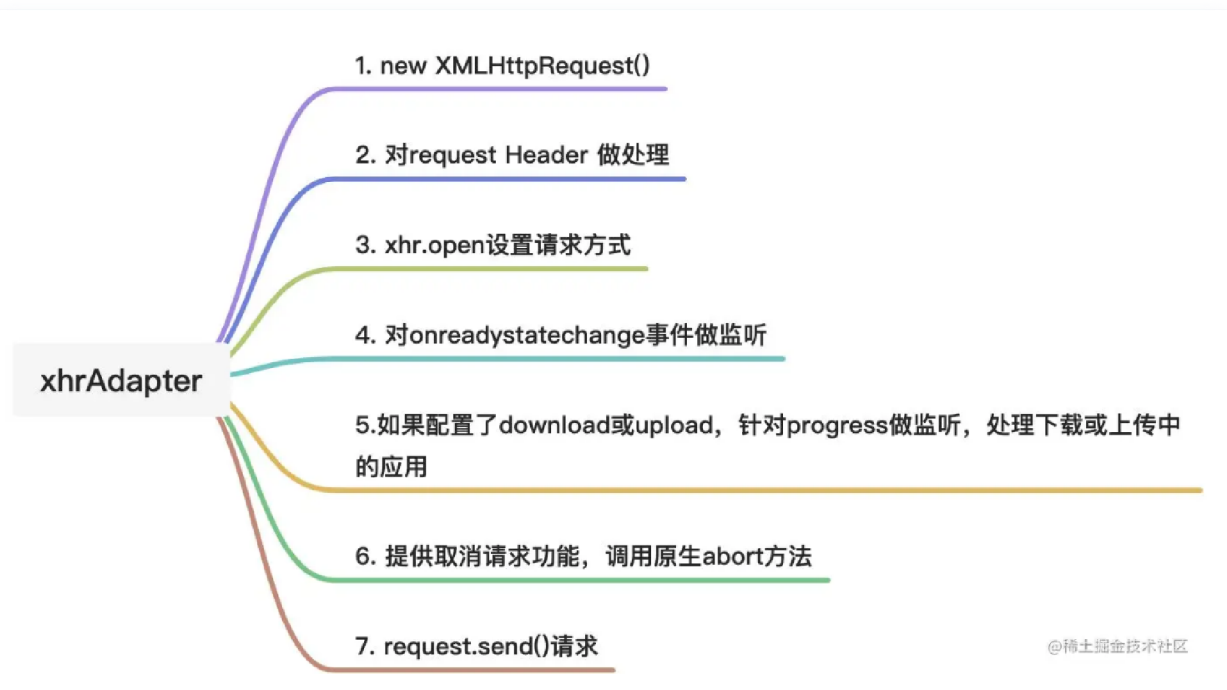 1. new XMLHttpRequest()
2. 对request Header 做处理
3. xhr.open设置请求方式
4. 对onreadystatechange事件做监听
xhrAdapter
5.如果配置了download或upload，针对progress做监听，处理下载或上传中
的应用
6. 提供取消请求功能，调用原生abort方法
7. request.send()请求
@稀土掘金技术社区